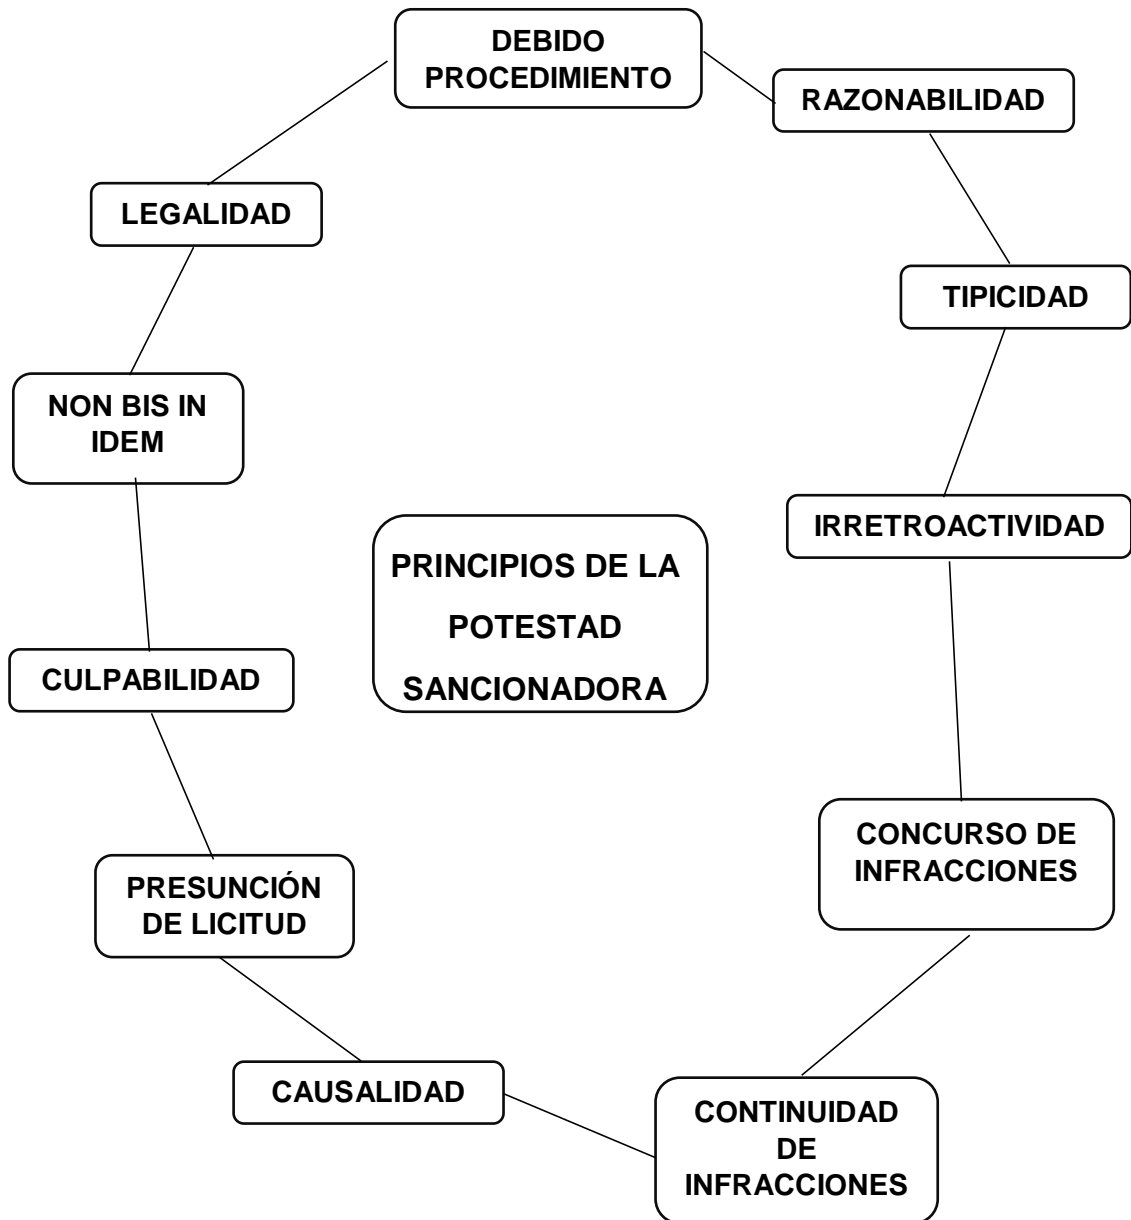 DEBIDO
PROCEDIMIENTO
RAZONABILIDAD
LEGALIDAD
TIPICIDAD
NON BIS IN
IDEM
IRRETROACTIVIDAD
PRINCIPIOS DE LA
POTESTAD
SANCIONADORA
CULPABILIDAD
CONCURSO DE
INFRACCIONES
PRESUNCIÓN
DE LICITUD
CAUSALIDAD
CONTINUIDAD
DE
INFRACCIONES